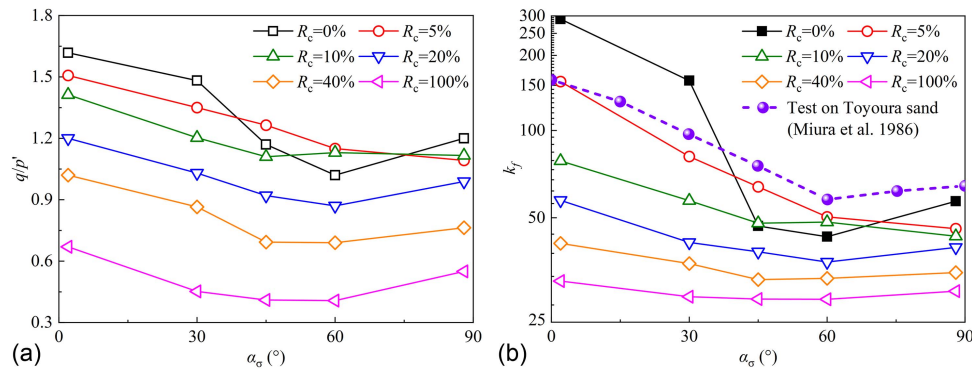 1.8
1.5
1.2
0.9
0.6
0.3
q/p'
R_c=0%
R_c=5%
R_c=10%
R_c=20%
R_c=40%
R_c=100%
0
30
60
90
α_σ (°)
(a)
300
250
200
150
100
50
25
k_f
R_c=0%
R_c=5%
R_c=10%
R_c=20%
R_c=40%
R_c=100%
Test on Toyoura sand
(Miura et al. 1986)
0
30
60
90
α_σ (°)
(b)